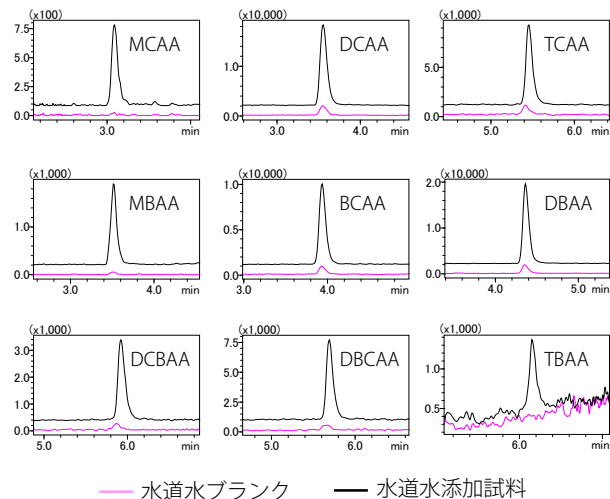 (x100)
MCAA
7.5
5.0
2.5
0.0
3.0
min
(x10,000)
DCAA
1.0
0.0
3.0
4.0
min
(x1,000)
TCAA
5.0
0.0
5.0
6.0
min
(x1,000)
MBAA
1.0
0.0
3.0
4.0
min
(x10,000)
BCAA
1.0
0.5
0.0
3.0
4.0
min
(x10,000)
DBAA
2.0
1.0
0.0
4.0
5.0
min
(x1,000)
DCBAA
3.0
2.0
1.0
0.0
5.0
6.0
min
(x1,000)
DBCAA
7.5
5.0
2.5
0.0
5.0
6.0
min
(x1,000)
TBAA
1.0
0.5
6.0
min
水道水ブランク
水道水添加試料